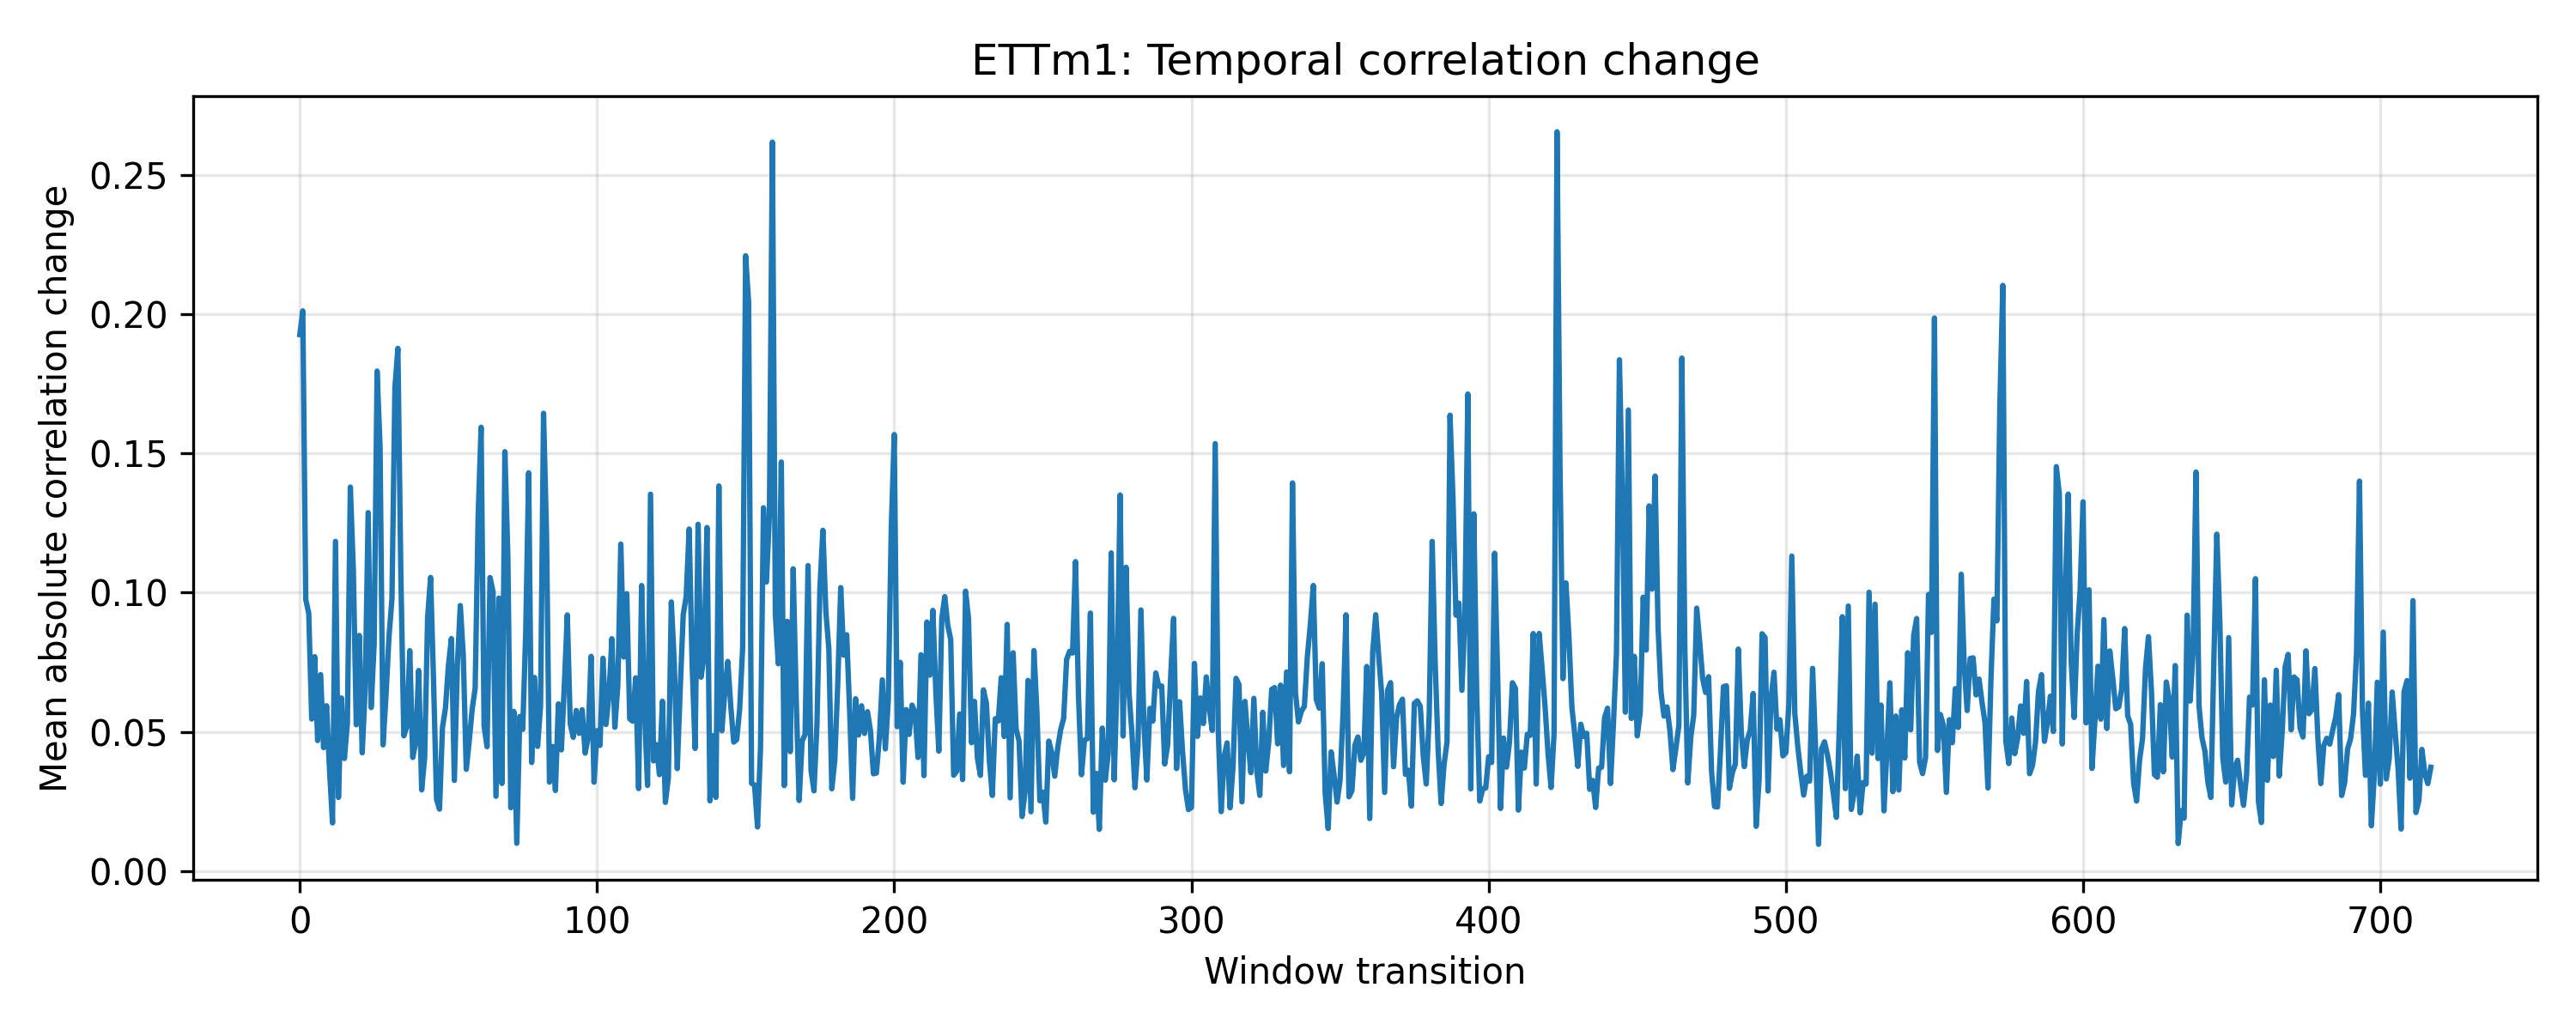 ETTm1: Temporal correlation change
Mean absolute correlation change
0.25
0.20
0.15
0.10
0.05
0.00
0 100 200 300 400 500 600 700
Window transition